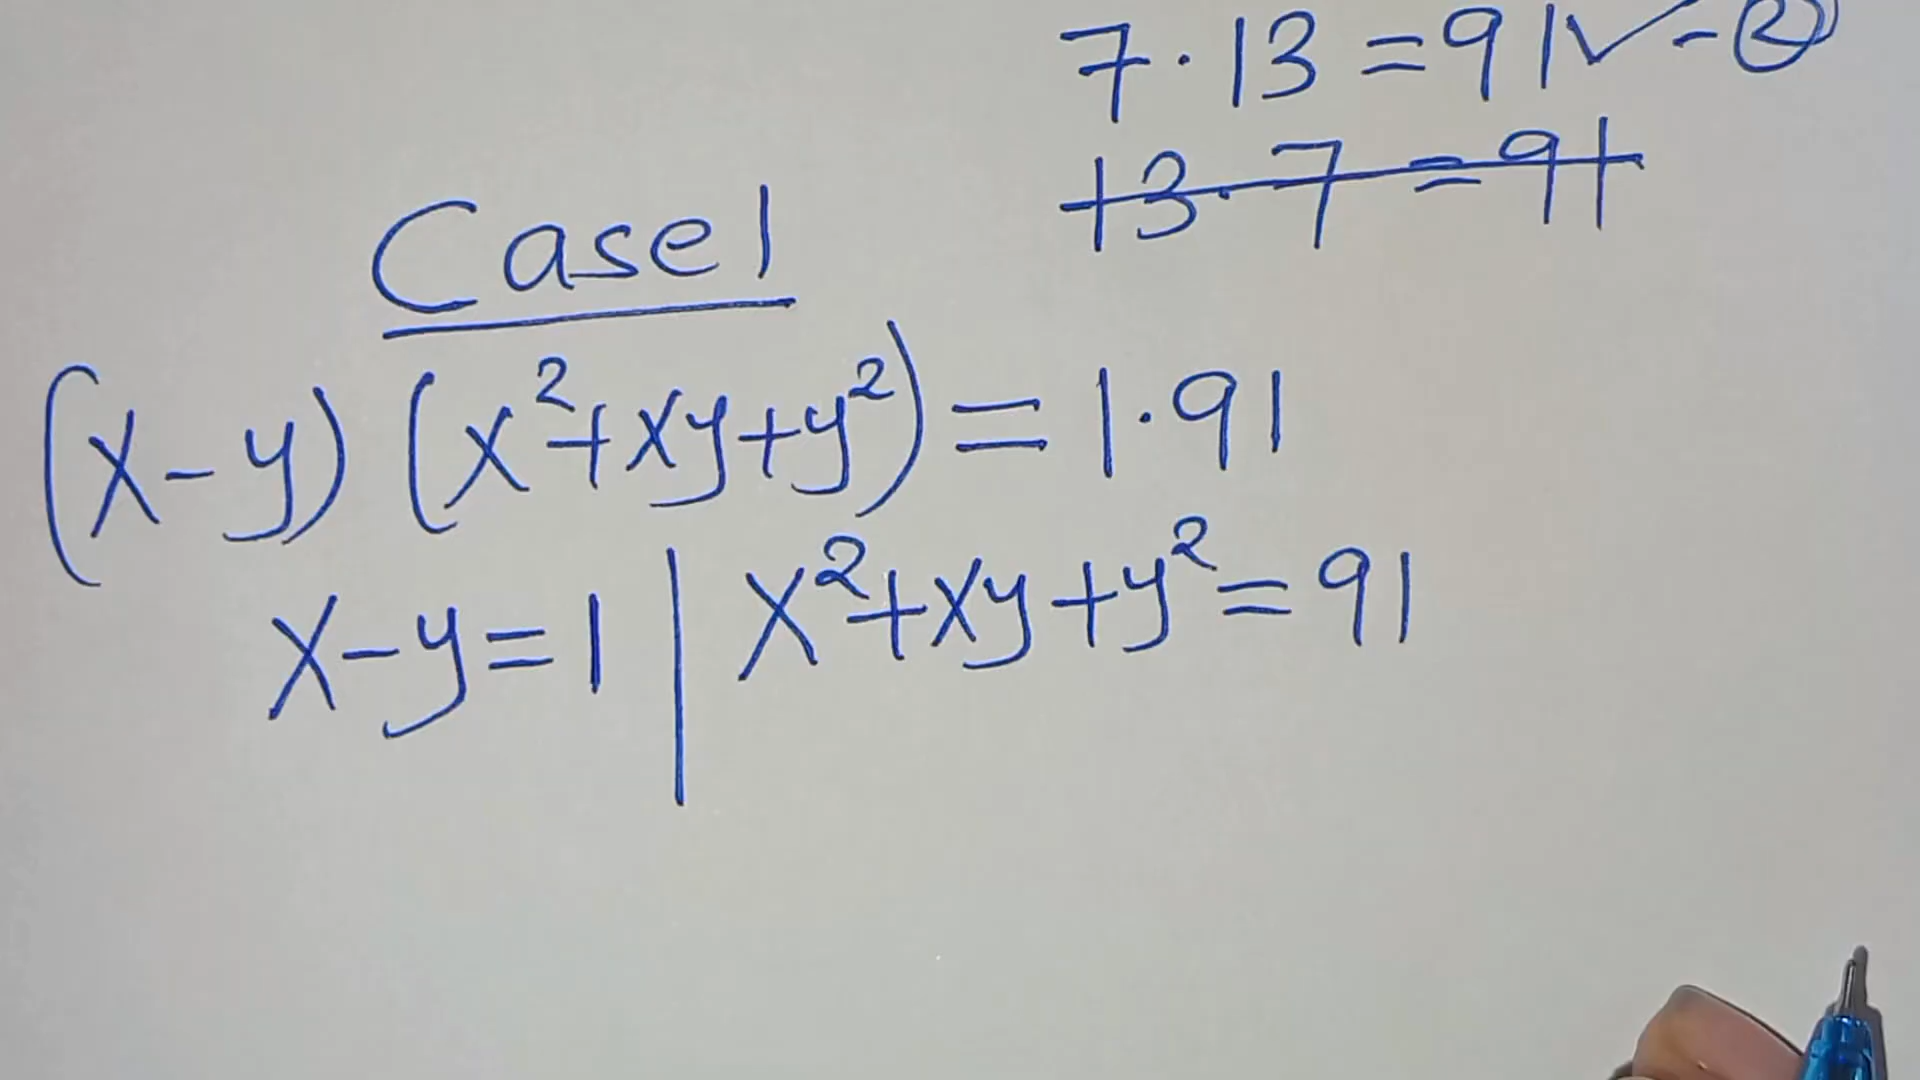 7·13=91✓-②
13·7=91
Case1
(x-y)(x²+xy+y²)=1·91
x-y=1 | x²+xy+y²=91